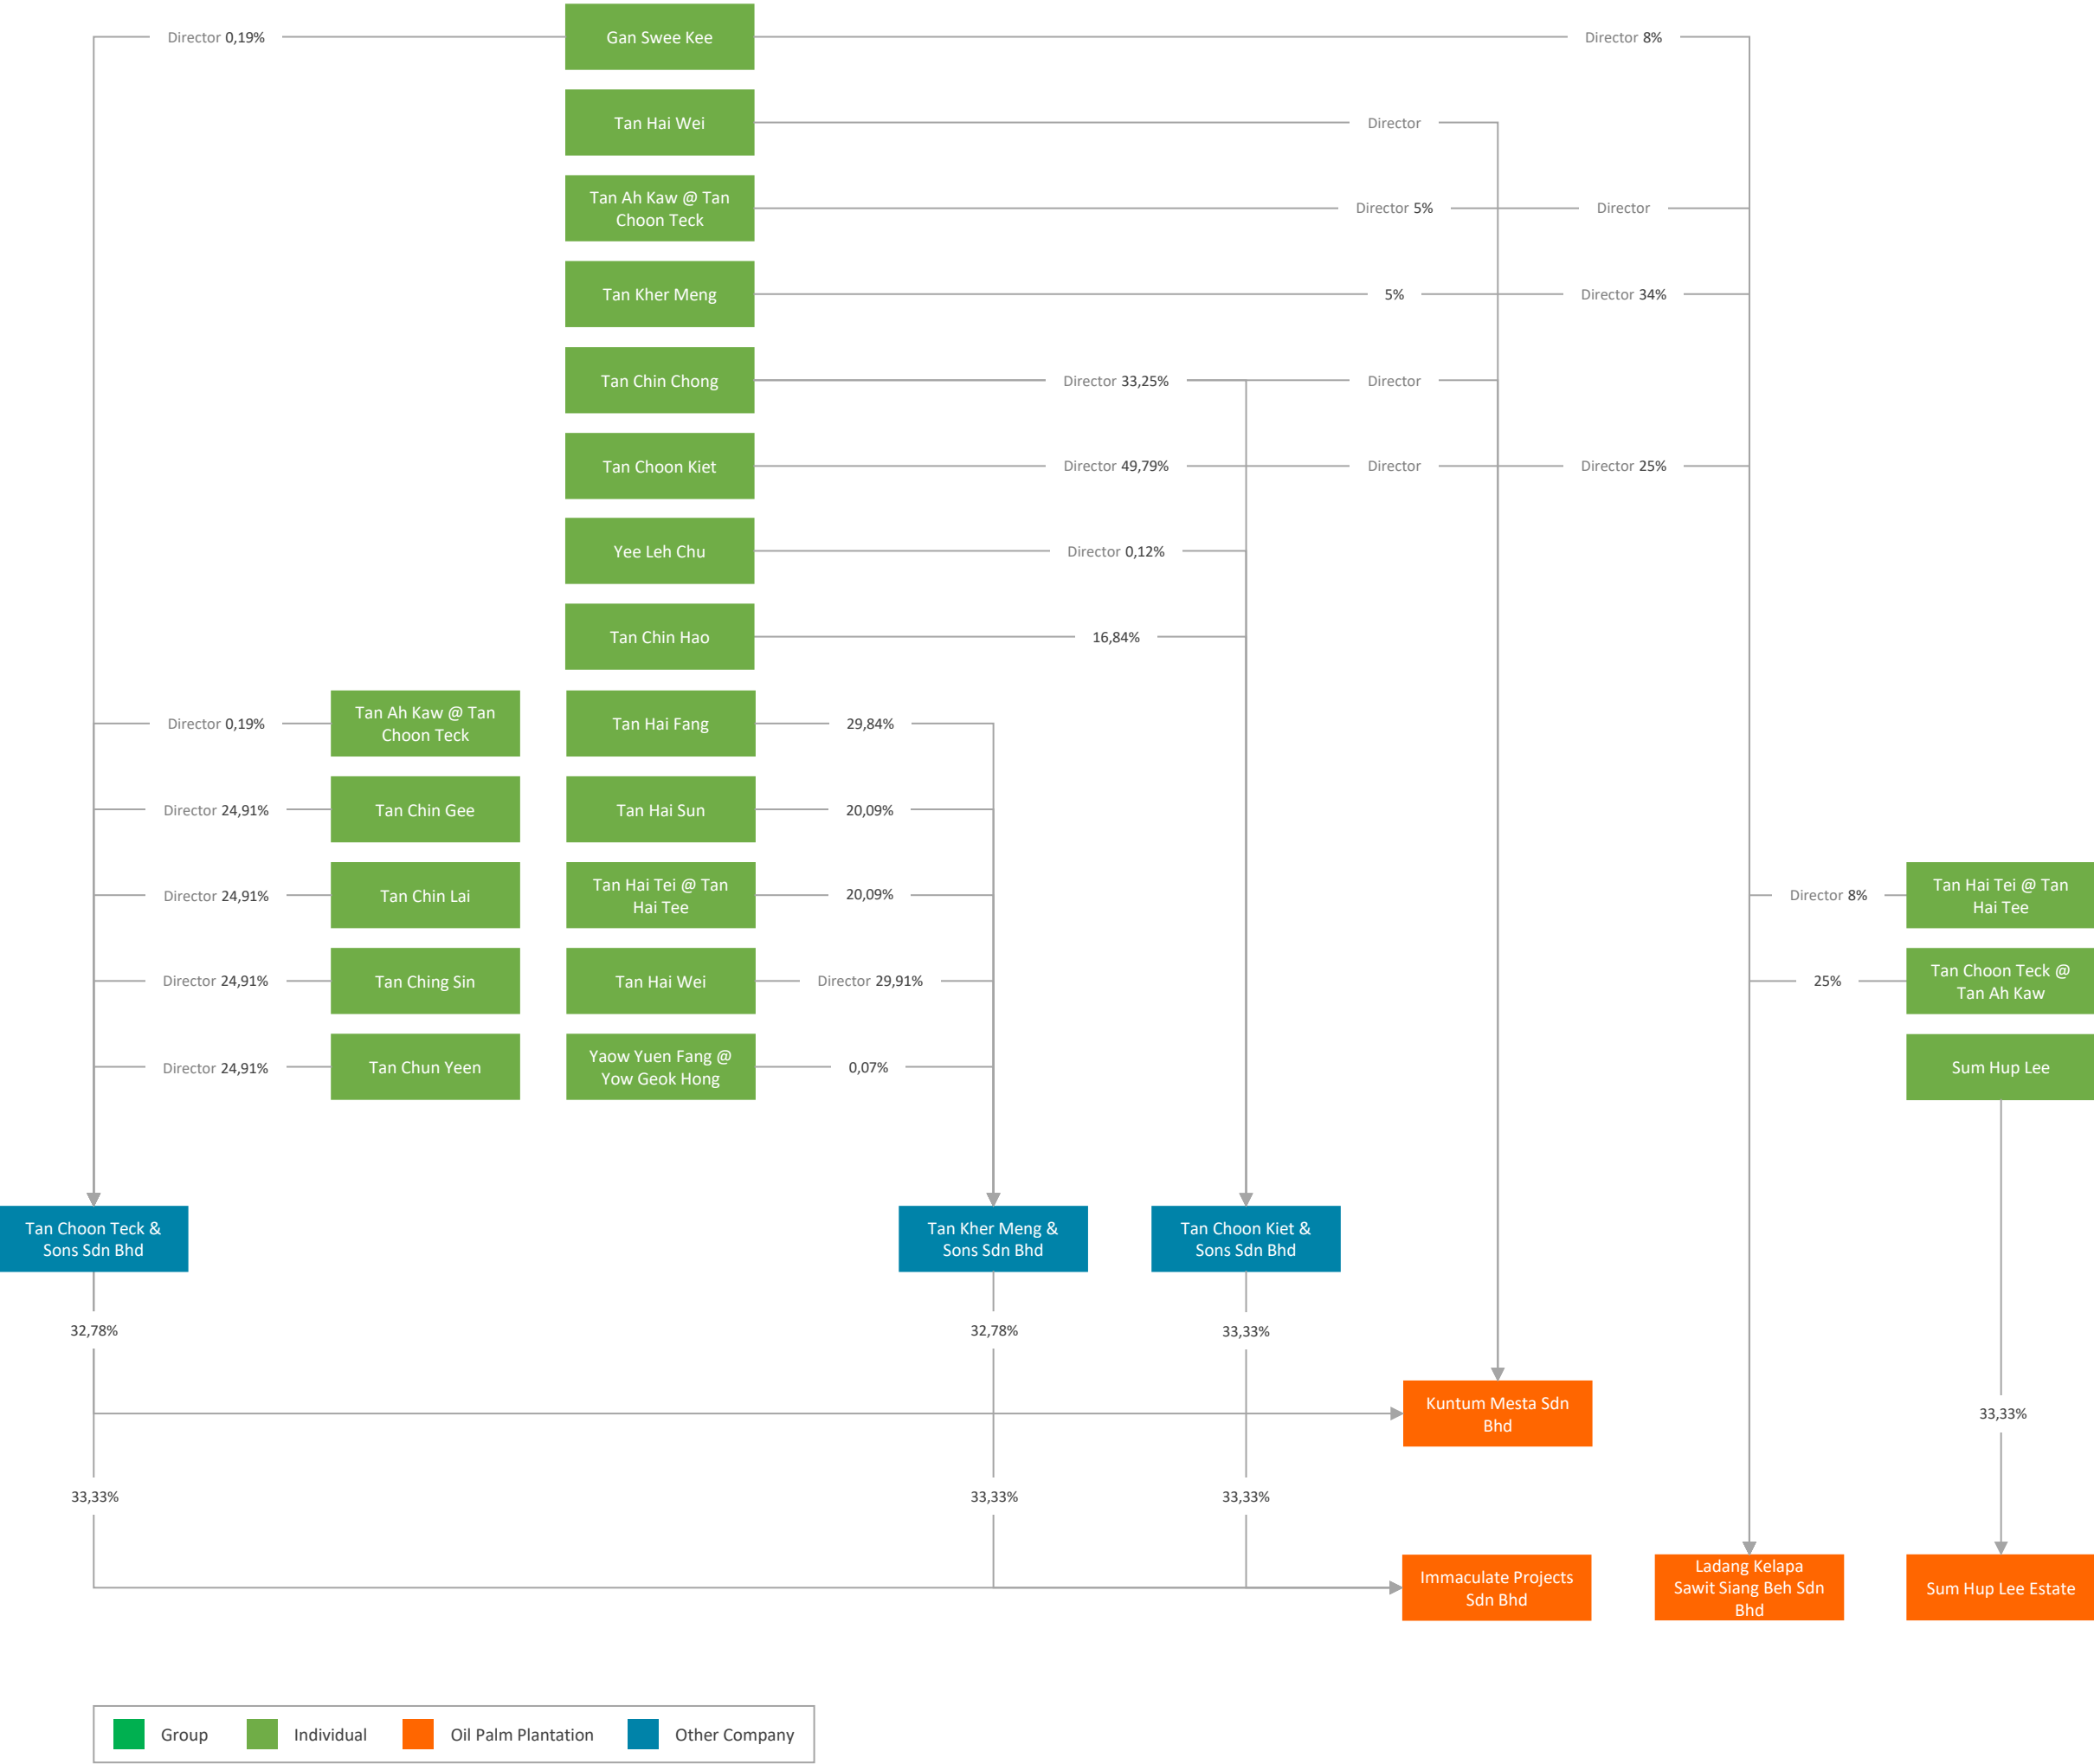 Director 0,19%
Gan Swee Kee
Director 8%
Tan Hai Wei
Director
Tan Ah Kaw @ Tan
Choon Teck
Director 5%
Director
Tan Kher Meng
5%
Director 34%
Tan Chin Chong
Director 33,25%
Director
Tan Choon Kiet
Director 49,79%
Director
Director 25%
Yee Leh Chu
Director 0,12%
Tan Chin Hao
16,84%
Director 0,19%
Tan Ah Kaw @ Tan
Choon Teck
Tan Hai Fang
29,84%
Director 24,91%
Tan Chin Gee
Tan Hai Sun
20,09%
Director 24,91%
Tan Chin Lai
Tan Hai Tei @ Tan
Hai Tee
20,09%
Director 8%
Tan Hai Tei @ Tan
Hai Tee
Director 24,91%
Tan Ching Sin
Tan Hai Wei
Director 29,91%
25%
Tan Choon Teck @
Tan Ah Kaw
Director 24,91%
Tan Chun Yeen
Yaow Yuen Fang @
Yow Geok Hong
0,07%
Sum Hup Lee
Tan Choon Teck &
Sons Sdn Bhd
Tan Kher Meng &
Sons Sdn Bhd
Tan Choon Kiet &
Sons Sdn Bhd
32,78%
32,78%
33,33%
Kuntum Mesta Sdn
Bhd
33,33%
33,33%
33,33%
33,33%
Immaculate Projects
Sdn Bhd
Ladang Kelapa
Sawit Siang Beh Sdn
Bhd
Sum Hup Lee Estate
Group
Individual
Oil Palm Plantation
Other Company